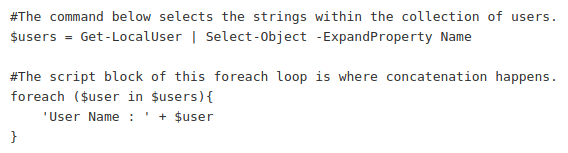 #The command below selects the strings within the collection of users.
$users = Get-LocalUser | Select-Object -ExpandProperty Name
#The script block of this foreach loop is where concatenation happens.
foreach ($user in $users){
    'User Name : ' + $user
}